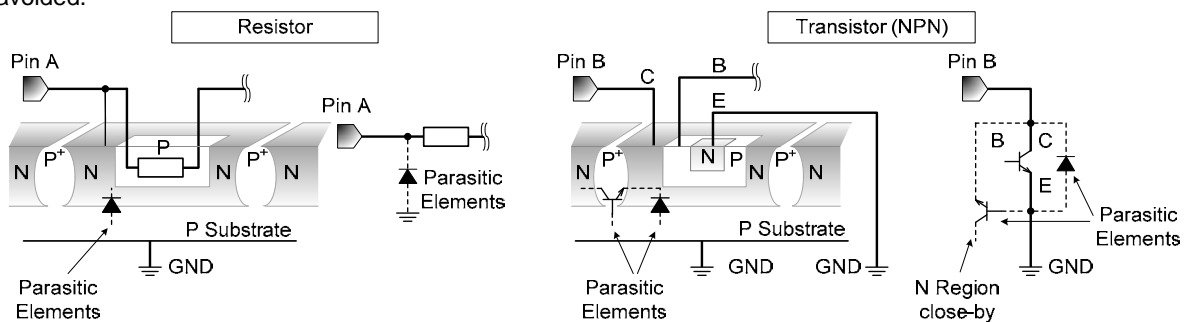 avoided.
Resistor
Transistor (NPN)
Pin A
Pin A
N P+ N P N P+ N
Parasitic
Elements
P Substrate
GND
Parasitic
Elements
Pin B
C
B
E
N P+ N P N P+ N
P Substrate
GND
GND
Parasitic
Elements
Pin B
B
C
E
Parasitic
Elements
GND
N Region
close-by